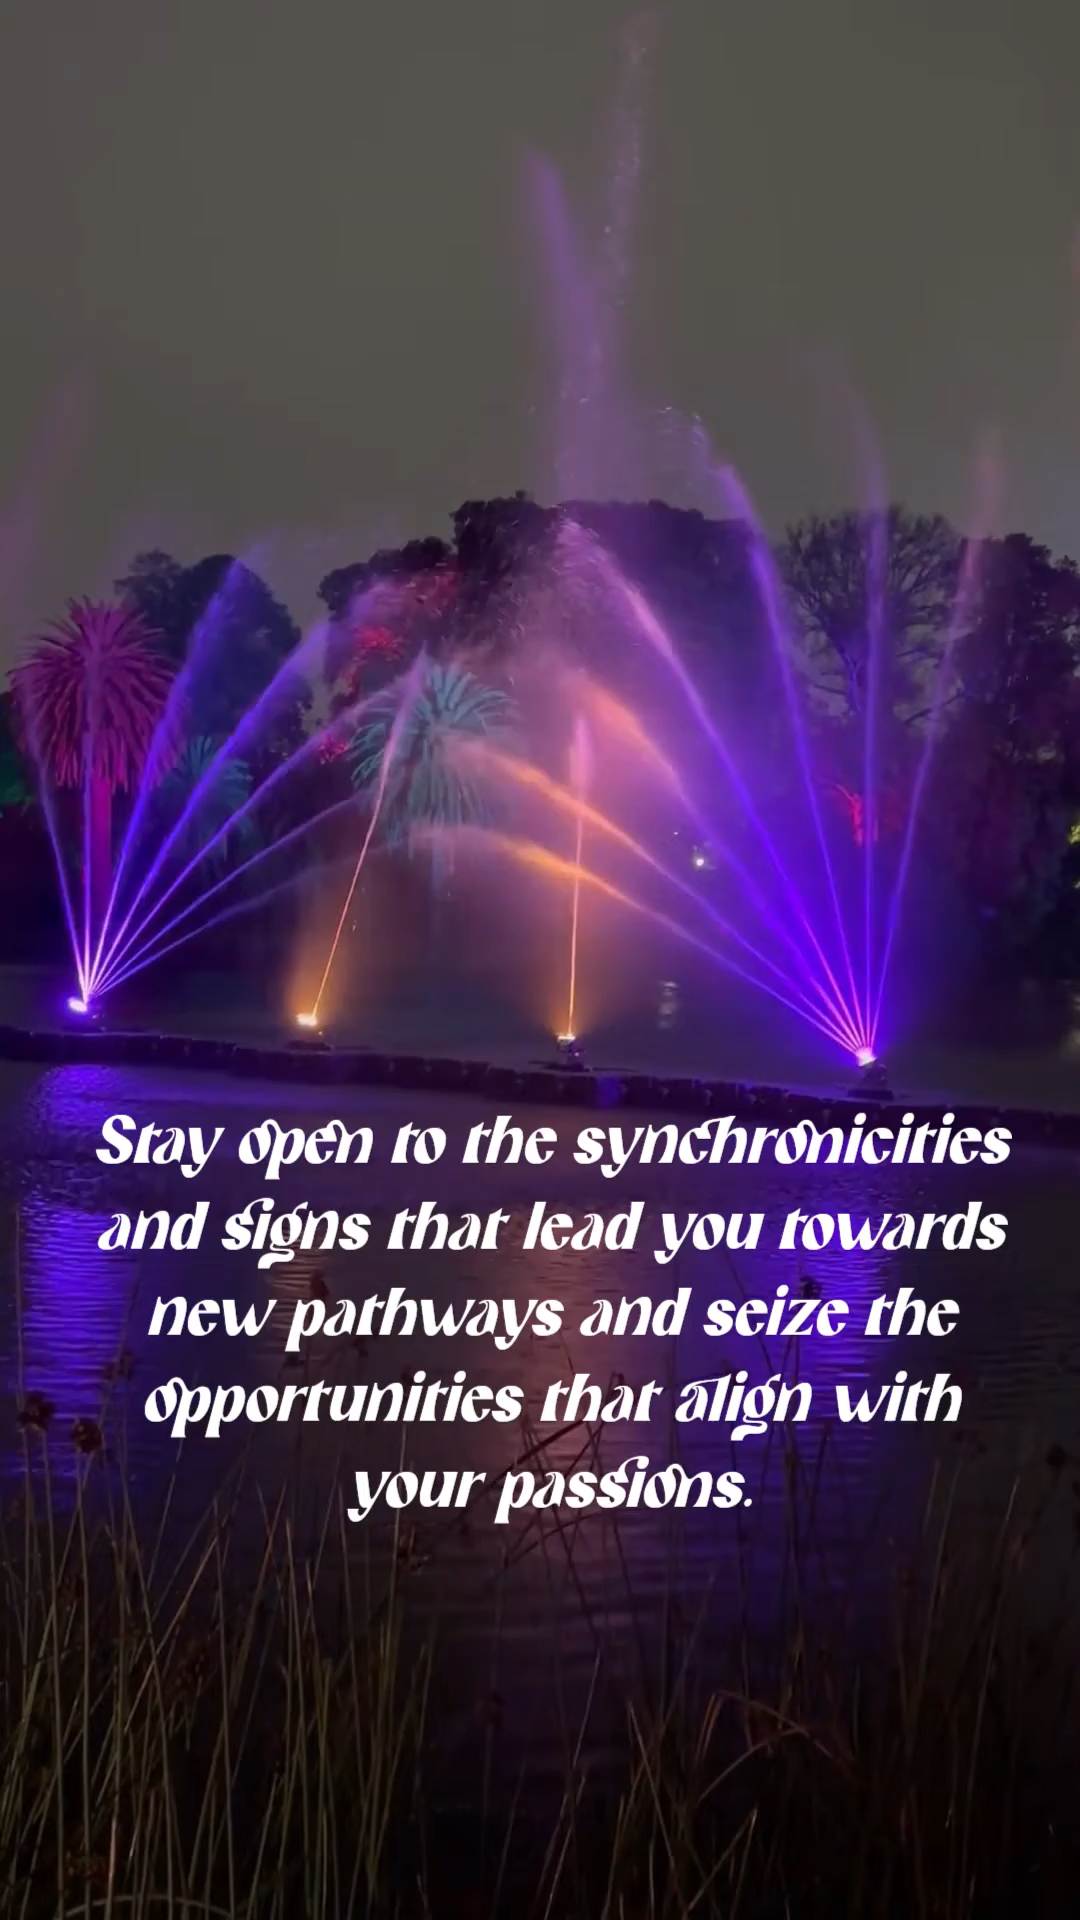 Stay open to the synchronicities
and signs that lead you towards
new pathways and seize the
opportunities that align with
your passions.